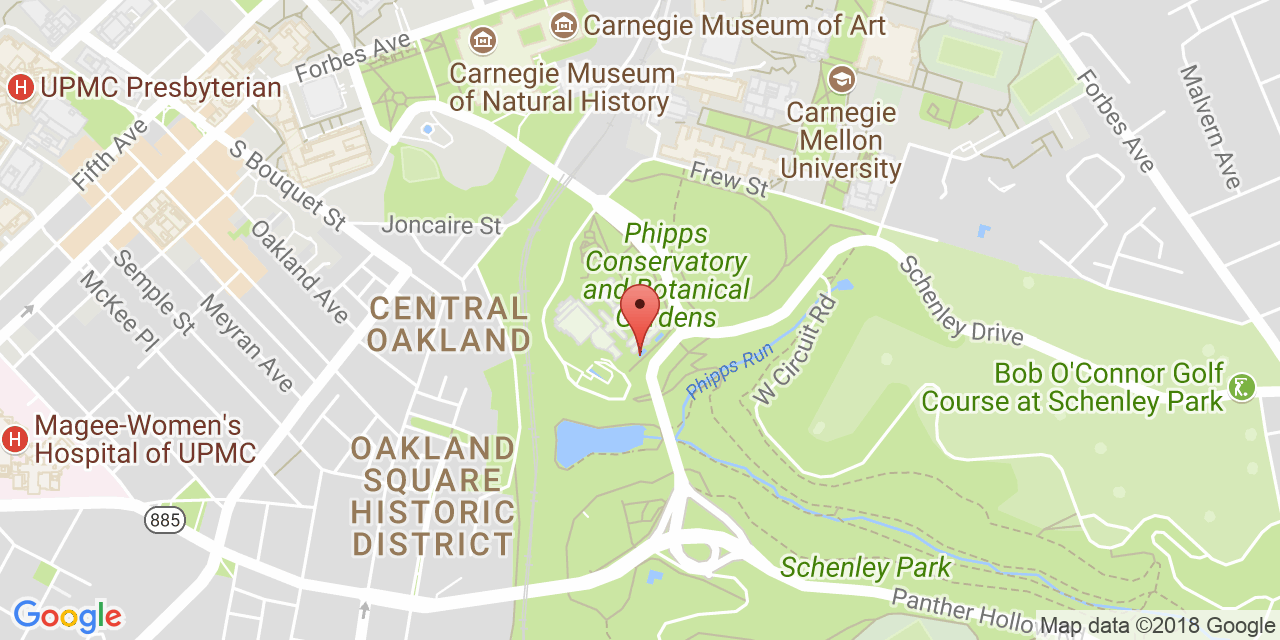 Carnegie Museum of Art
Forbes Ave
Carnegie Museum
of Natural History
H
UPMC Presbyterian
Forbes Ave
Malvern Ave
Carnegie
Mellon
University
Fifth Ave
S Bouquet St
Frew St
Joncaire St
Oakland Ave
Phipps
Conservatory
and Botanical
Gardens
Semple St
McKee Pl
Meyran Ave
CENTRAL
OAKLAND
Schenley Drive
W Circuit Rd
Phipps Run
Bob O'Connor Golf
Course at Schenley Park
H
Magee-Women's
Hospital of UPMC
OAKLAND
SQUARE
HISTORIC
DISTRICT
885
Schenley Park
Panther Hollow
Google
Map data ©2018 Google